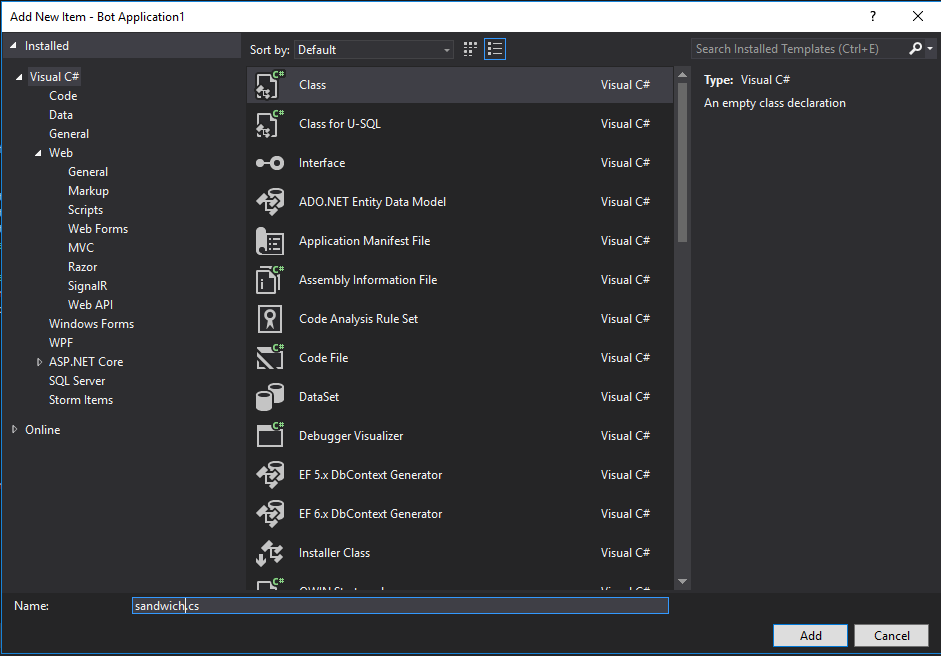 Add New Item - Bot Application1
?
Installed
Visual C#
Code
Data
General
Web
General
Markup
Scripts
Web Forms
MVC
Razor
SignalR
Web API
Windows Forms
WPF
ASP.NET Core
SQL Server
Storm Items
Online
Sort by: Default
Class Visual C#
Class for U-SQL Visual C#
Interface Visual C#
ADO.NET Entity Data Model Visual C#
Application Manifest File Visual C#
Assembly Information File Visual C#
Code Analysis Rule Set Visual C#
Code File Visual C#
DataSet Visual C#
Debugger Visualizer Visual C#
EF 5.x DbContext Generator Visual C#
EF 6.x DbContext Generator Visual C#
Installer Class Visual C#
Search Installed Templates (Ctrl+E)
Type: Visual C#
An empty class declaration
Name: sandwich.cs
Add Cancel